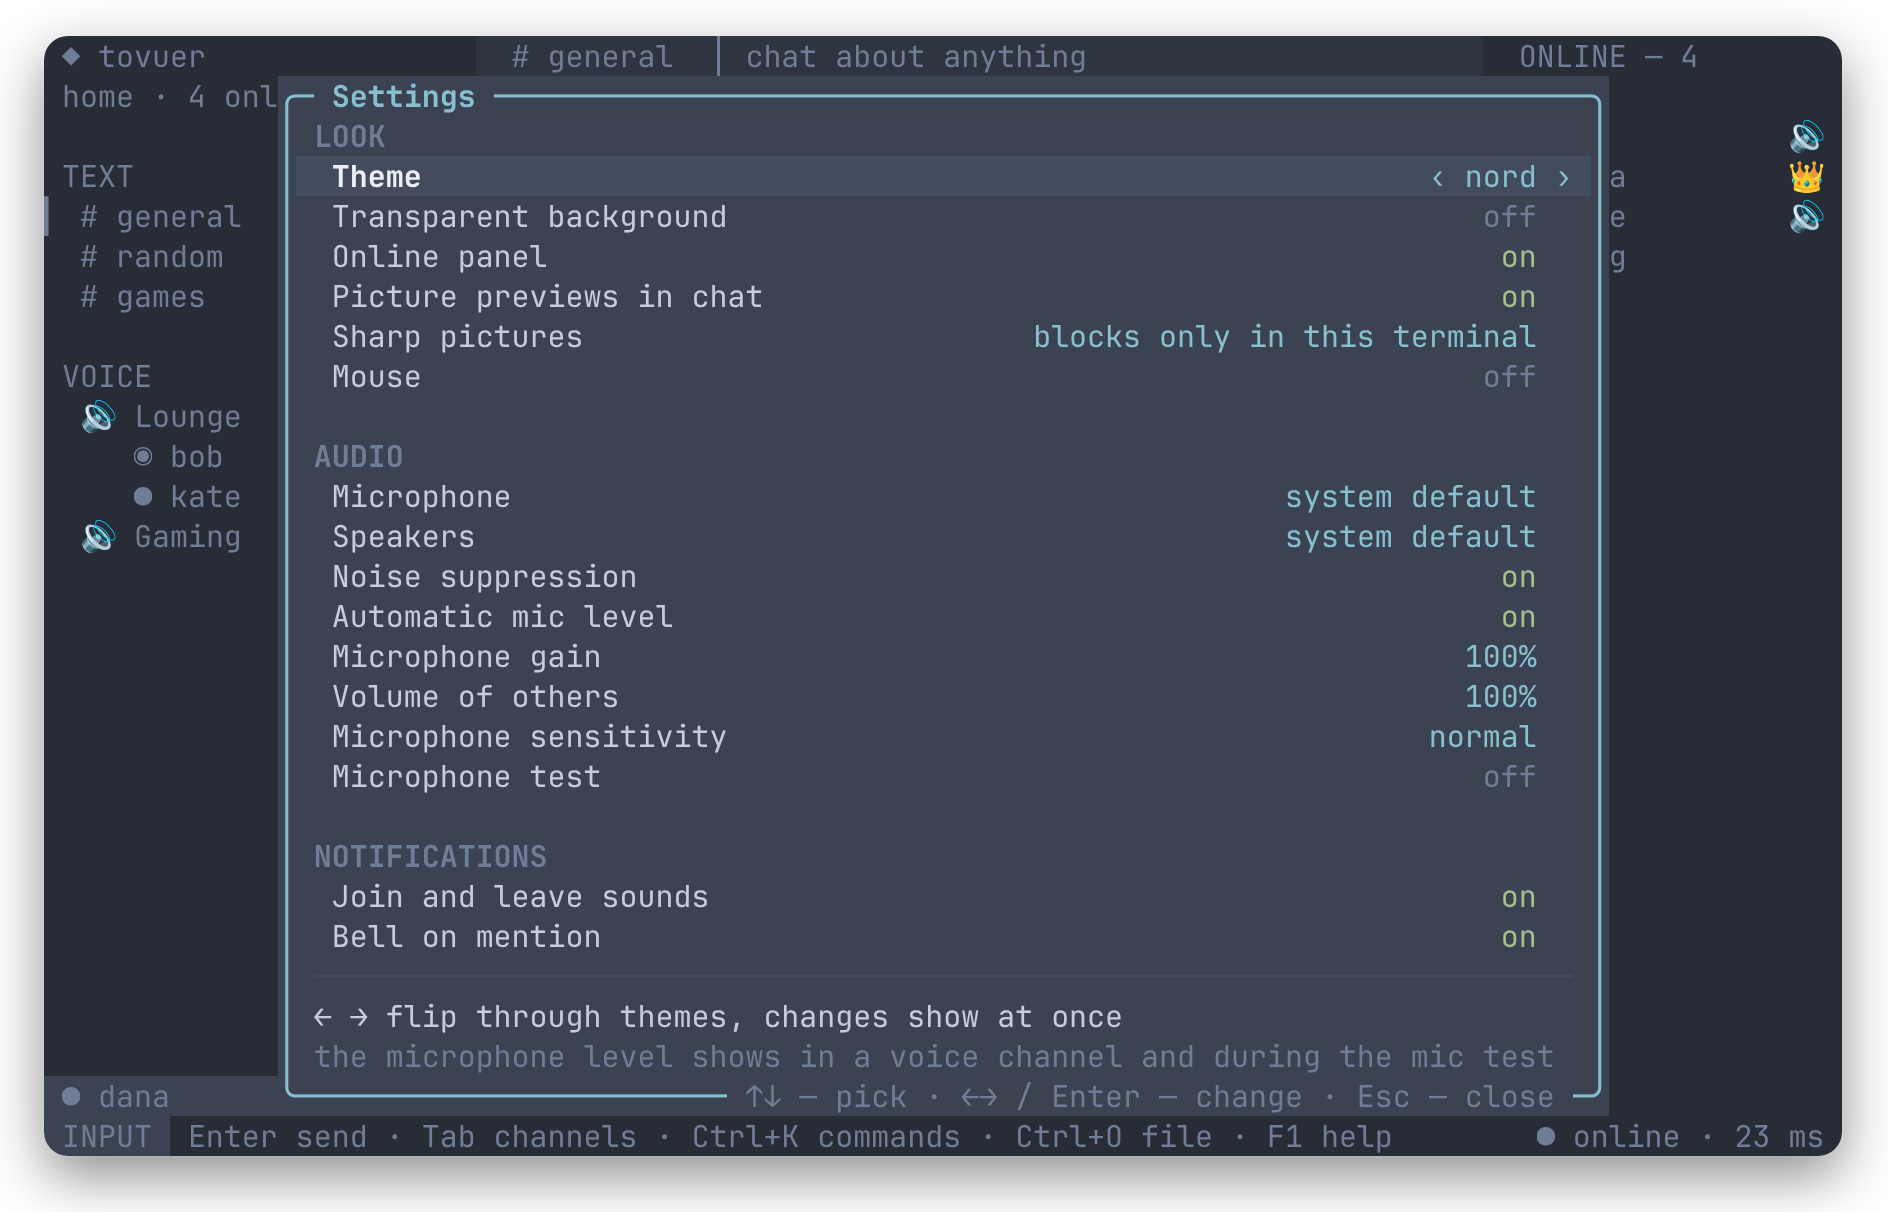 ◆ tovuer
# general │ chat about anything
ONLINE — 4
home · 4 onl
TEXT
# general
# random
# games
VOICE
🔊 Lounge
◉ bob
● kate
🔊 Gaming
● dana
Settings
LOOK
Theme ‹ nord ›
Transparent background off
Online panel on
Picture previews in chat on
Sharp pictures blocks only in this terminal
Mouse off
AUDIO
Microphone system default
Speakers system default
Noise suppression on
Automatic mic level on
Microphone gain 100%
Volume of others 100%
Microphone sensitivity normal
Microphone test off
NOTIFICATIONS
Join and leave sounds on
Bell on mention on
← → flip through themes, changes show at once
the microphone level shows in a voice channel and during the mic test
↑↓ — pick · ←→ / Enter — change · Esc — close
🔊
a 👑
e 🔊
g
INPUT Enter send · Tab channels · Ctrl+K commands · Ctrl+O file · F1 help ● online · 23 ms